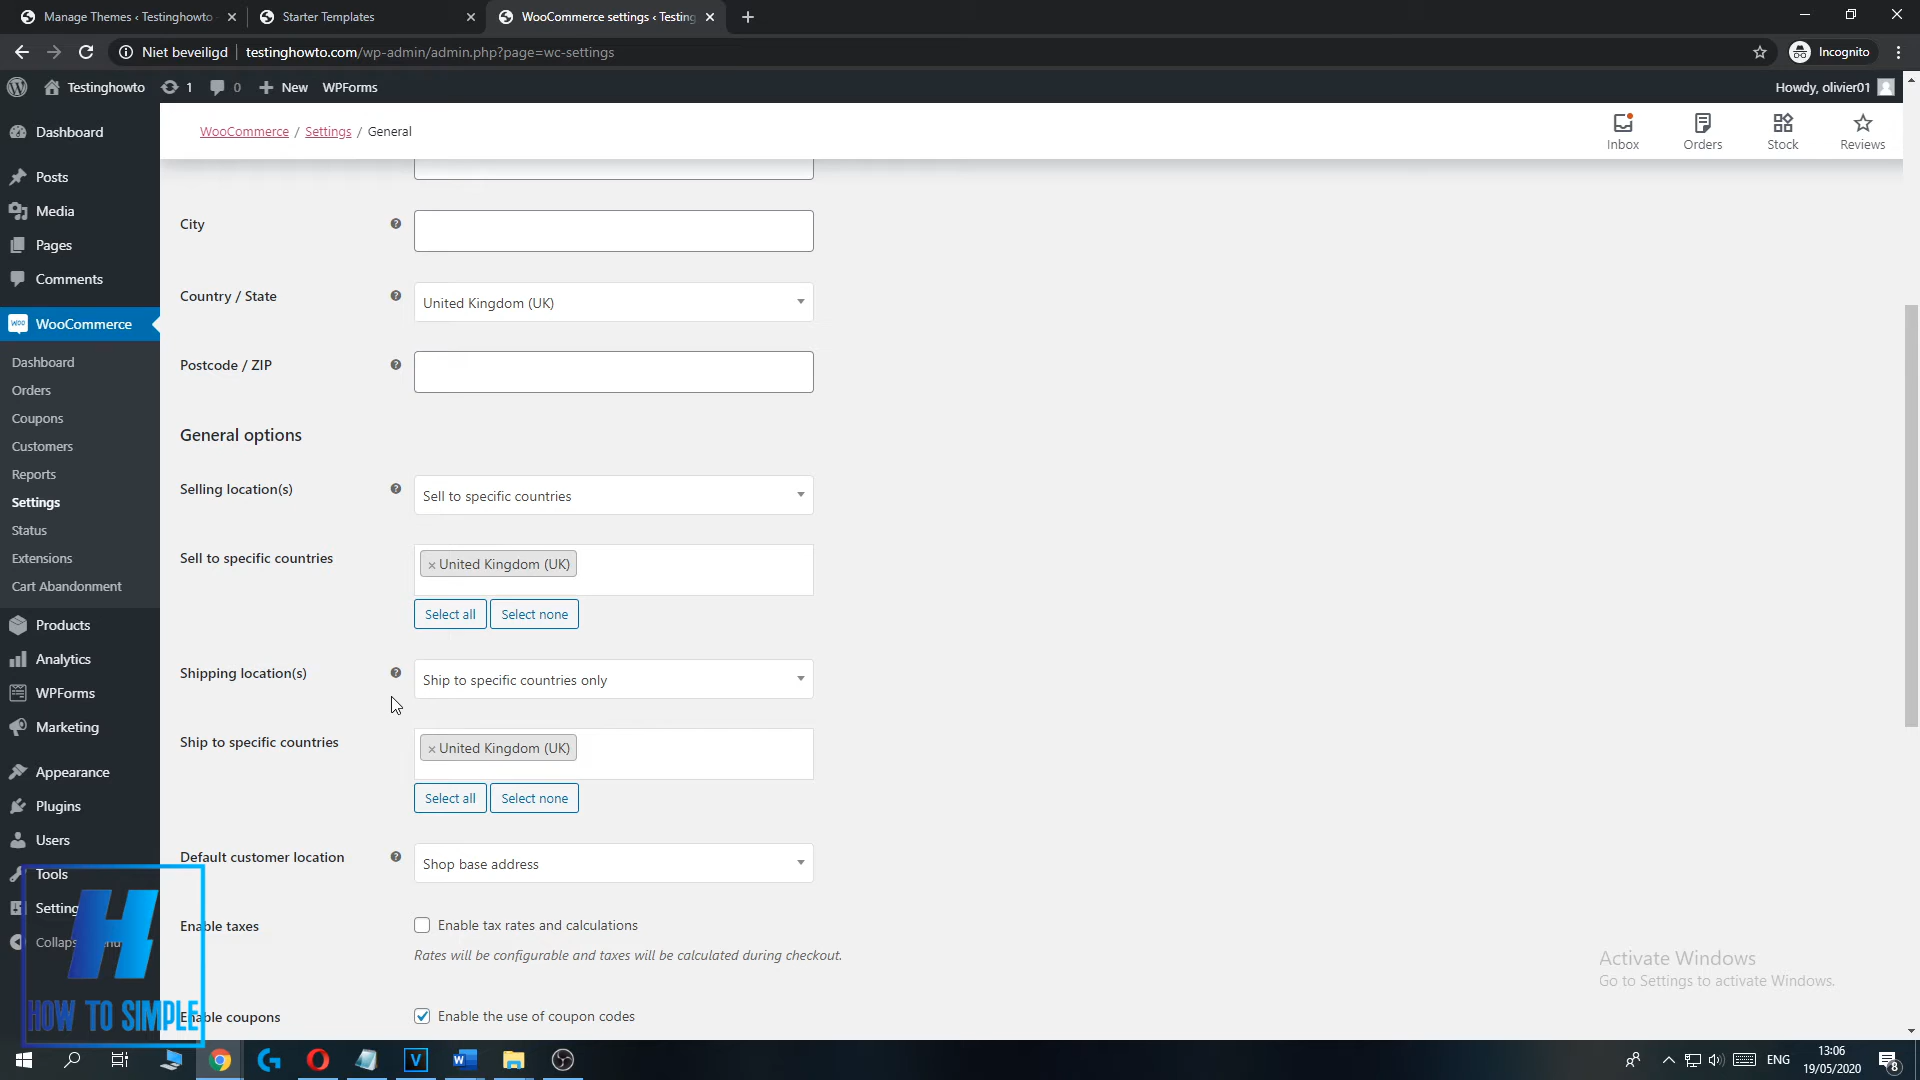 Manage Themes ‹ Testinghowto
Starter Templates
WooCommerce settings ‹ Testing
Niet beveiligd
testinghowto.com/wp-admin/admin.php?page=wc-settings
Incognito
Testinghowto
1
0
New
WPForms
Howdy, olivier01
WooCommerce / Settings / General
Inbox
Orders
Stock
Reviews
Dashboard
Posts
Media
Pages
Comments
WooCommerce
Dashboard
Orders
Coupons
Customers
Reports
Settings
Status
Extensions
Cart Abandonment
Products
Analytics
WPForms
Marketing
Appearance
Plugins
Users
Tools
City
Country / State
United Kingdom (UK)
Postcode / ZIP
General options
Selling location(s)
Sell to specific countries
Sell to specific countries
× United Kingdom (UK)
Select all
Select none
Shipping location(s)
Ship to specific countries only
Ship to specific countries
× United Kingdom (UK)
Select all
Select none
Default customer location
Shop base address
Enable taxes
Enable tax rates and calculations
Rates will be configurable and taxes will be calculated during checkout.
Enable coupons
Enable the use of coupon codes
H
HOW TO SIMPLE
Activate Windows
Go to Settings to activate Windows.
ENG
13:06
19/05/2020
8